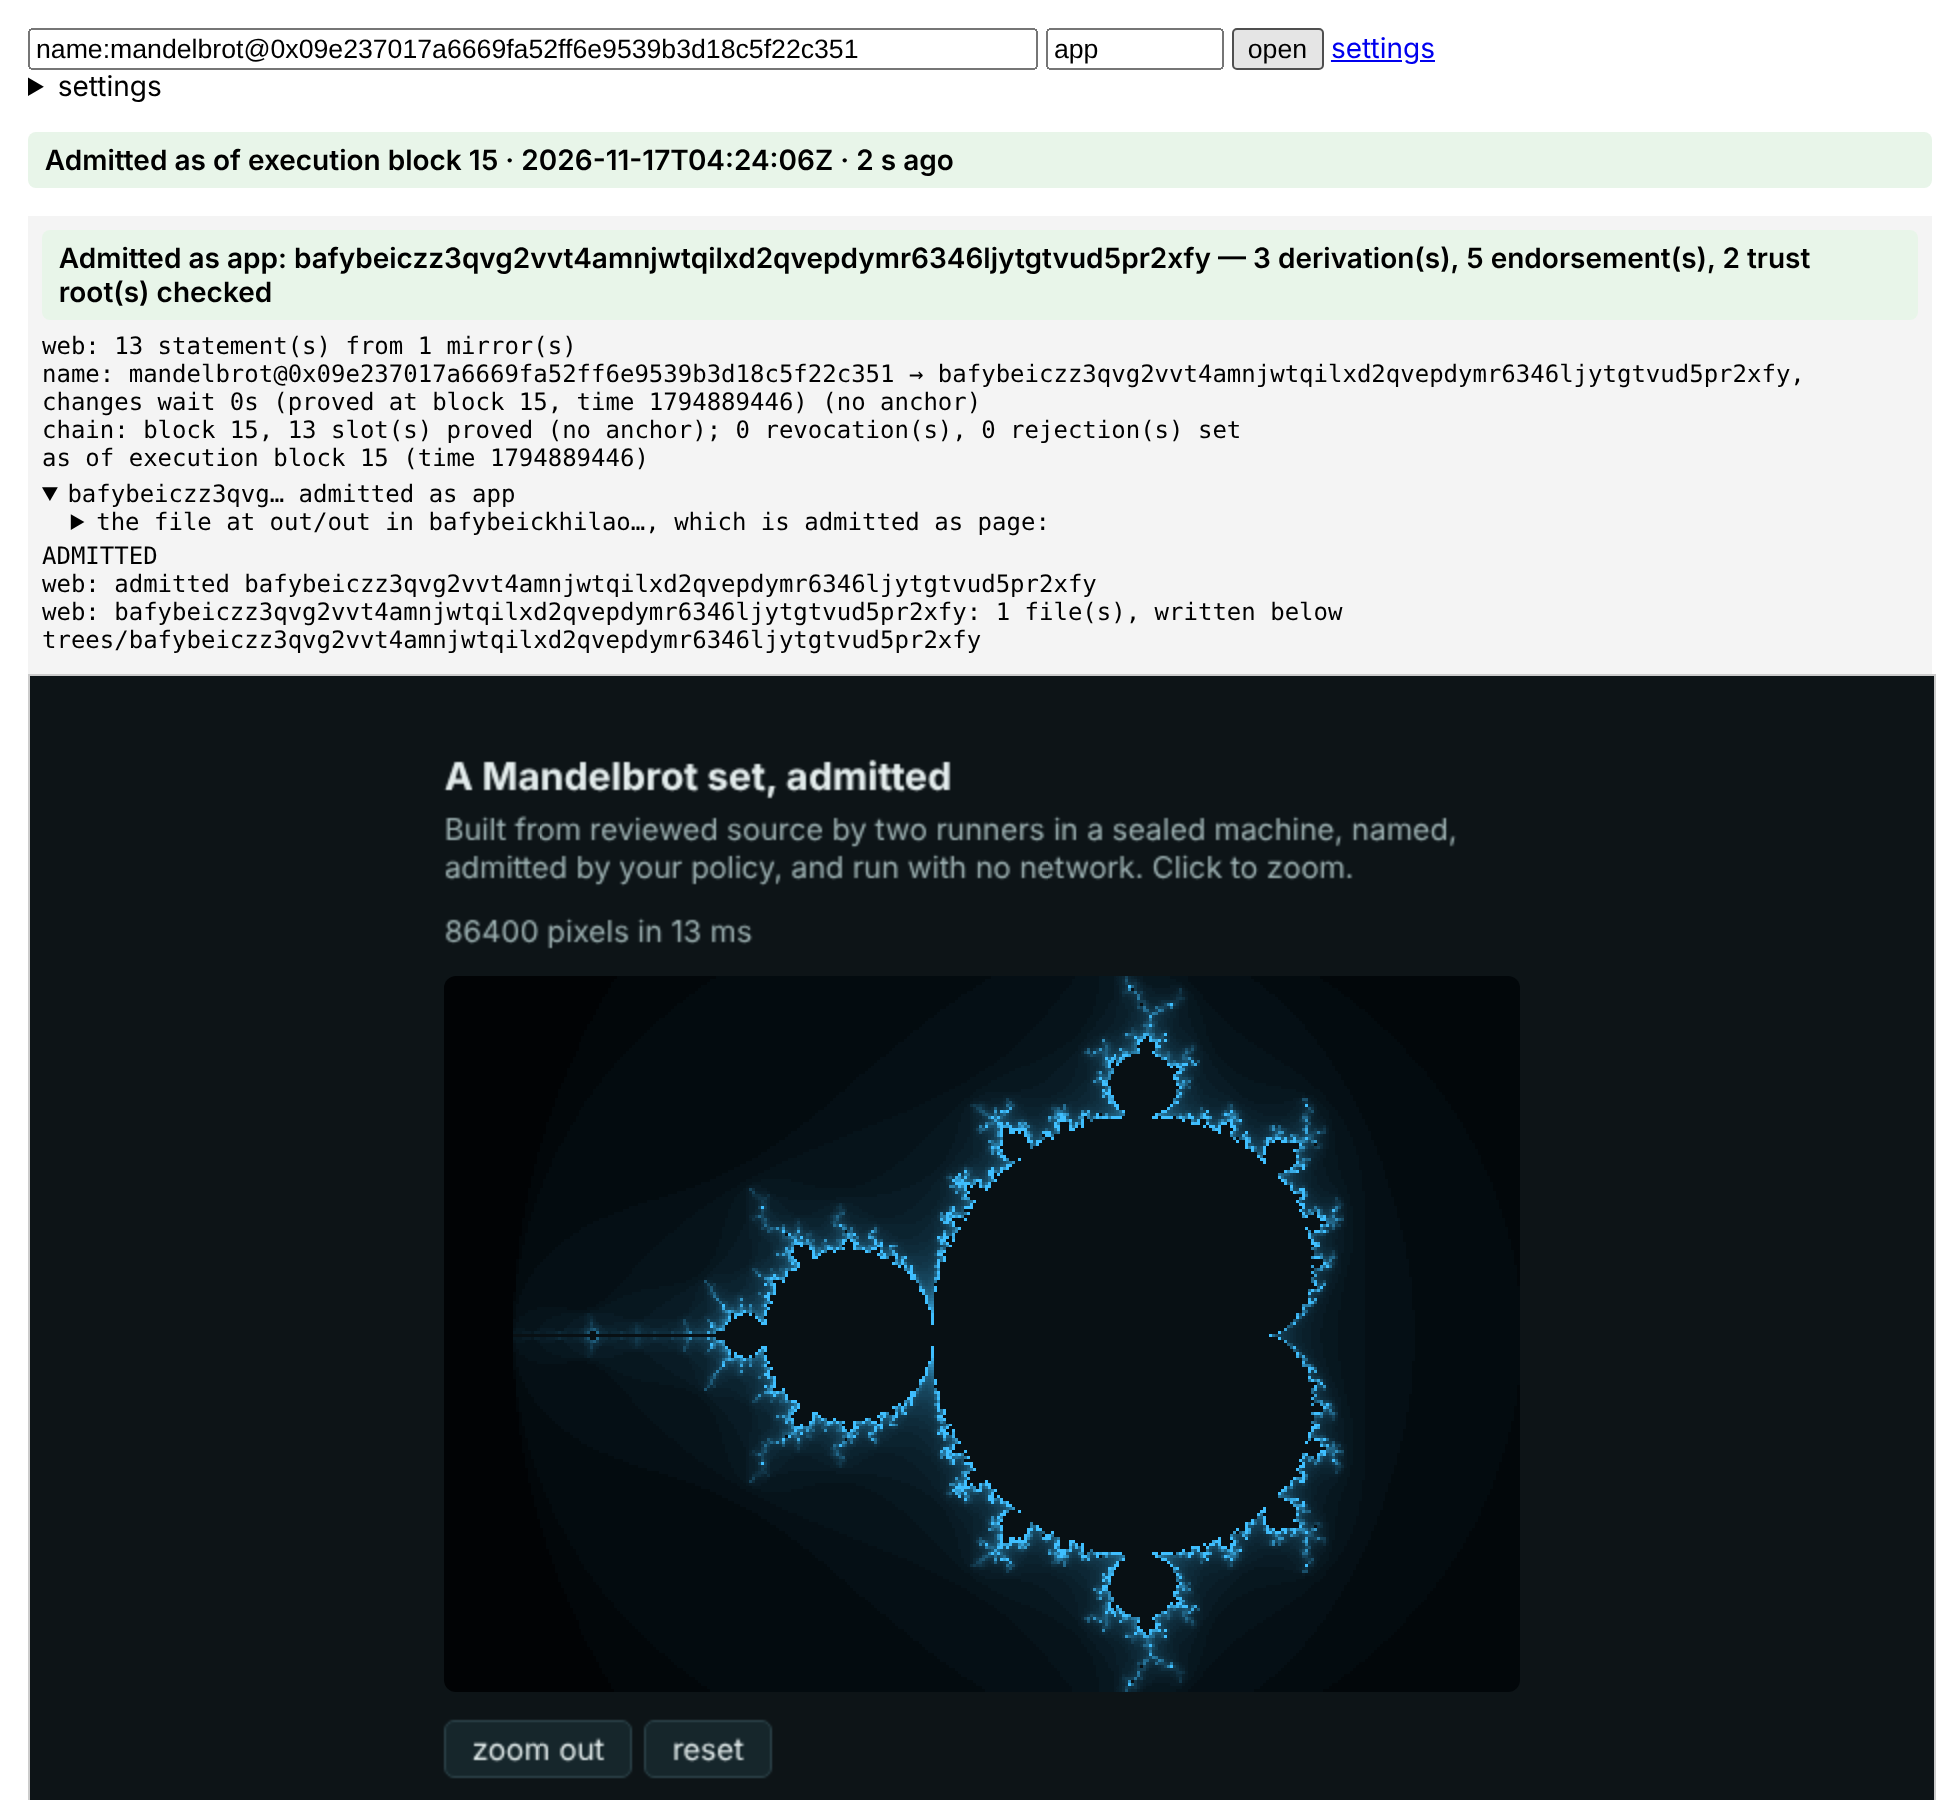 name:mandelbrot@0x09e237017a6669fa52ff6e9539b3d18c5f22c351 app open settings
▶ settings
Admitted as of execution block 15 · 2026-11-17T04:24:06Z · 2 s ago
Admitted as app: bafybeiczz3qvg2vvt4amnjwtqilxd2qvepdymr6346ljytgtvud5pr2xfy — 3 derivation(s), 5 endorsement(s), 2 trust
root(s) checked
web: 13 statement(s) from 1 mirror(s)
name: mandelbrot@0x09e237017a6669fa52ff6e9539b3d18c5f22c351 → bafybeiczz3qvg2vvt4amnjwtqilxd2qvepdymr6346ljytgtvud5pr2xfy,
changes wait 0s (proved at block 15, time 1794889446) (no anchor)
chain: block 15, 13 slot(s) proved (no anchor); 0 revocation(s), 0 rejection(s) set
as of execution block 15 (time 1794889446)
▼ bafybeiczz3qvg… admitted as app
▶ the file at out/out in bafybeickhilao…, which is admitted as page:
ADMITTED
web: admitted bafybeiczz3qvg2vvt4amnjwtqilxd2qvepdymr6346ljytgtvud5pr2xfy
web: bafybeiczz3qvg2vvt4amnjwtqilxd2qvepdymr6346ljytgtvud5pr2xfy: 1 file(s), written below
trees/bafybeiczz3qvg2vvt4amnjwtqilxd2qvepdymr6346ljytgtvud5pr2xfy
A Mandelbrot set, admitted
Built from reviewed source by two runners in a sealed machine, named,
admitted by your policy, and run with no network. Click to zoom.
86400 pixels in 13 ms
zoom out reset